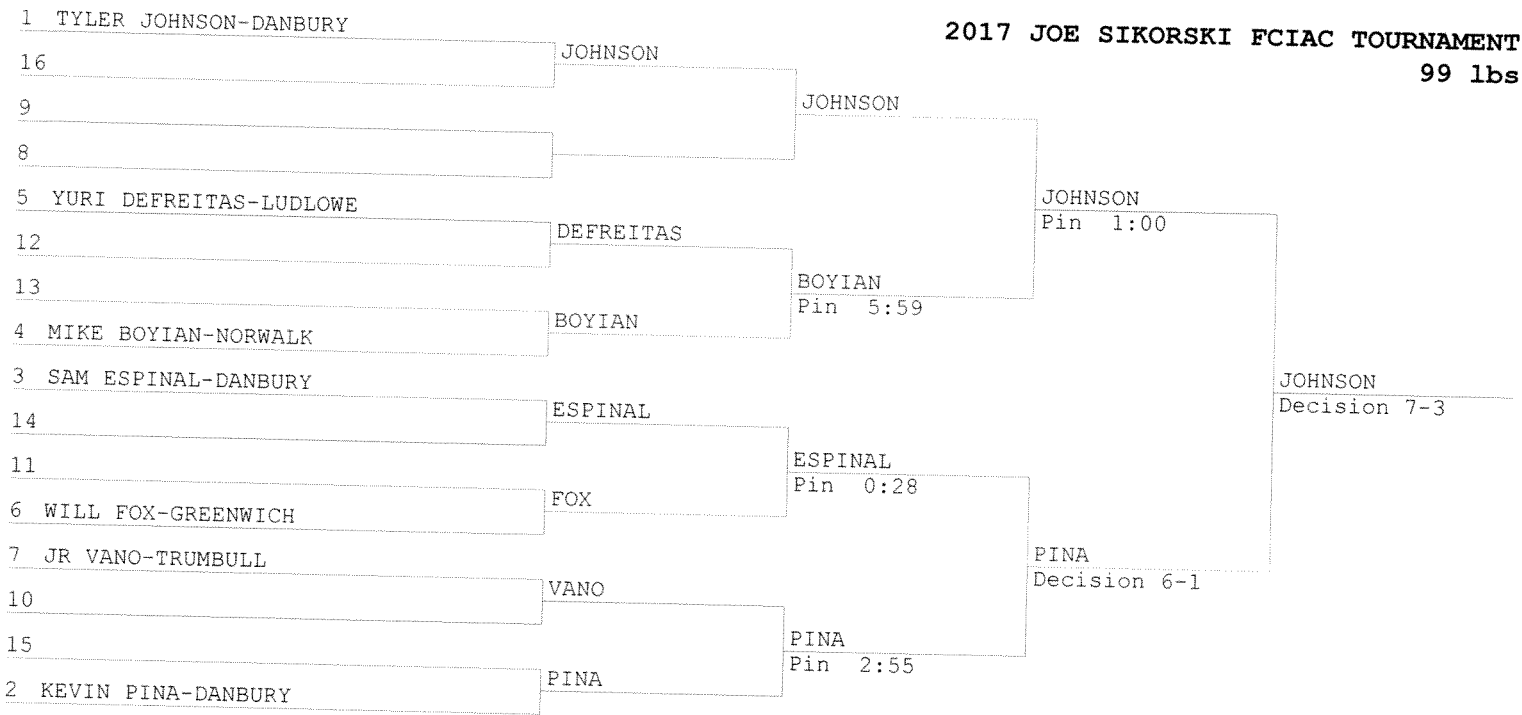 2017 JOE SIKORSKI FCIAC TOURNAMENT
99 lbs
1 TYLER JOHNSON-DANBURY
16
9
8
5 YURI DEFREITAS-LUDLOWE
12
13
4 MIKE BOYIAN-NORWALK
3 SAM ESPINAL-DANBURY
14
11
6 WILL FOX-GREENWICH
7 JR VANO-TRUMBULL
10
15
2 KEVIN PINA-DANBURY
JOHNSON
DEFREITAS
BOYIAN
ESPINAL
FOX
VANO
PINA
JOHNSON
BOYIAN
Pin 5:59
ESPINAL
Pin 0:28
PINA
Pin 2:55
JOHNSON
Pin 1:00
PINA
Decision 6-1
JOHNSON
Decision 7-3